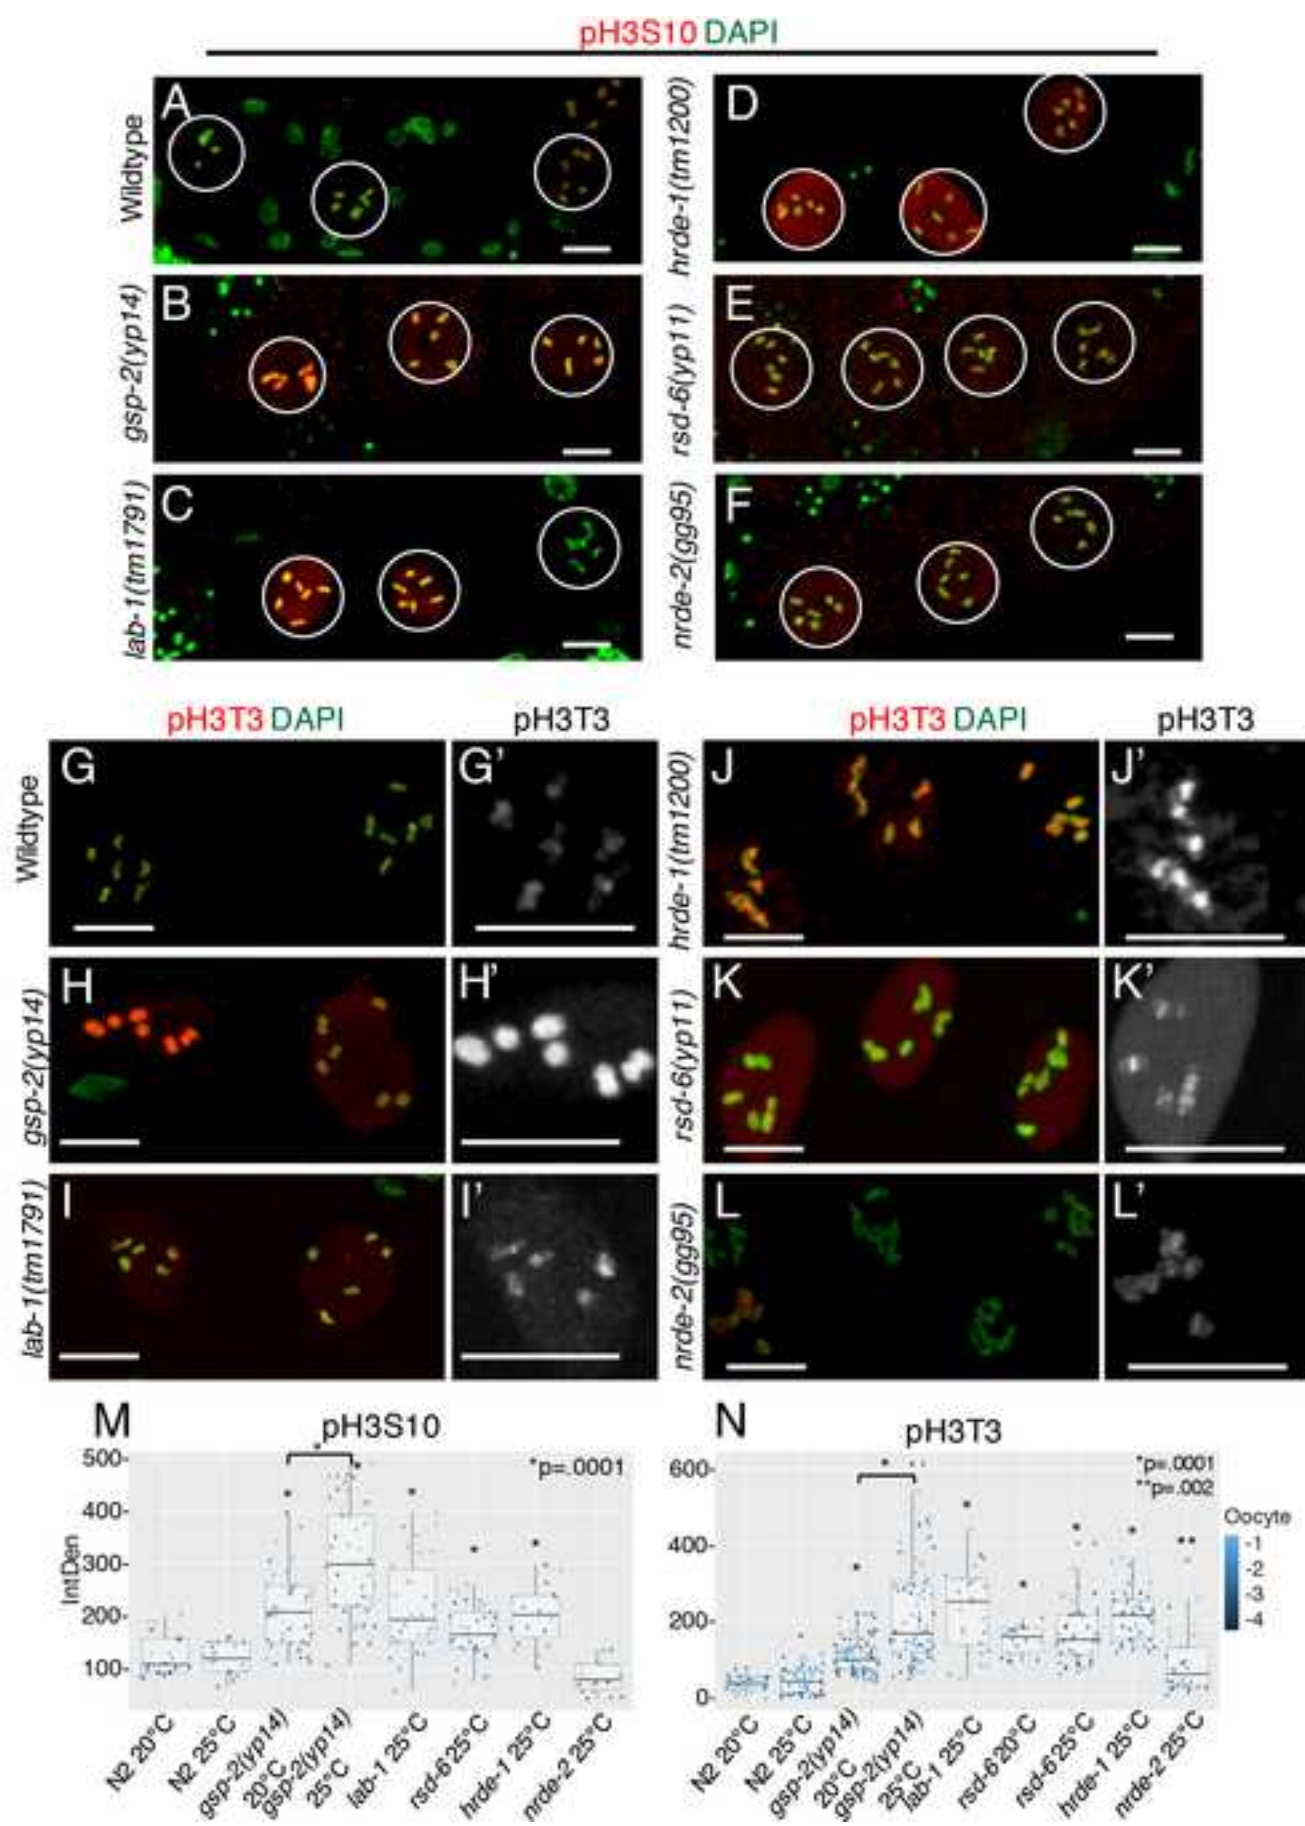 pH3S10 DAPI
Wildtype
A
hrde-1(tm1200)
D
gsp-2(yp14)
B
rsd-6(yp11)
E
lab-1(tm1791)
C
nrde-2(gg95)
F
pH3T3 DAPI
pH3T3
pH3T3 DAPI
pH3T3
Wildtype
G
G'
hrde-1(tm1200)
J
J'
gsp-2(yp14)
H
H'
rsd-6(yp11)
K
K'
lab-1(tm1791)
I
I'
nrde-2(gg95)
L
L'
M
pH3S10
*p=.0001
IntDen
500
400
300
200
100
N2 20°C
N2 25°C
gsp-2(yp14)
20°C
gsp-2(yp14)
25°C
lab-1 25°C
rsd-6 25°C
hrde-1 25°C
nrde-2 25°C
N
pH3T3
*p=.0001
**p=.002
600
400
200
0
N2 20°C
N2 25°C
gsp-2(yp14)
20°C
gsp-2(yp14)
25°C
lab-1 25°C
rsd-6 20°C
rsd-6 25°C
hrde-1 25°C
nrde-2 25°C
Oocyte
-1
-2
-3
-4